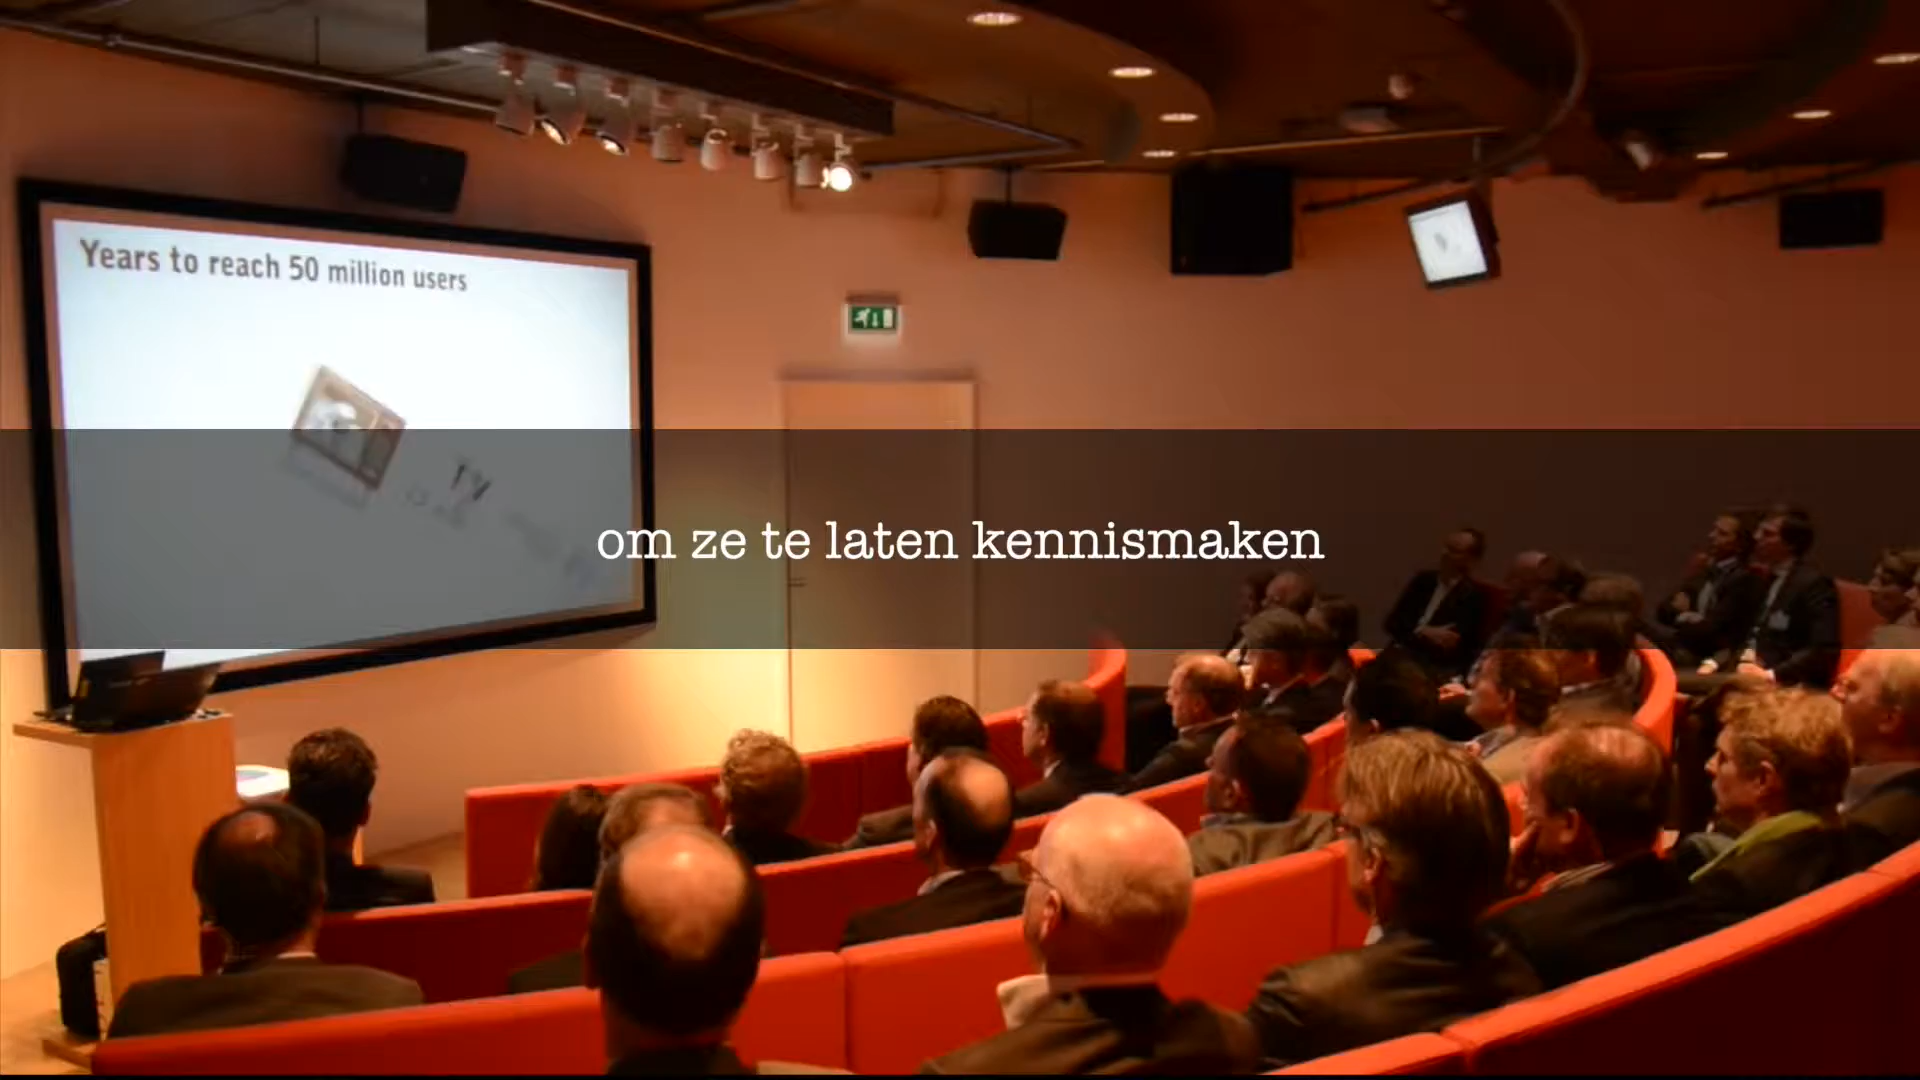 Years to reach 50 million users
TV
om ze te laten kennismaken